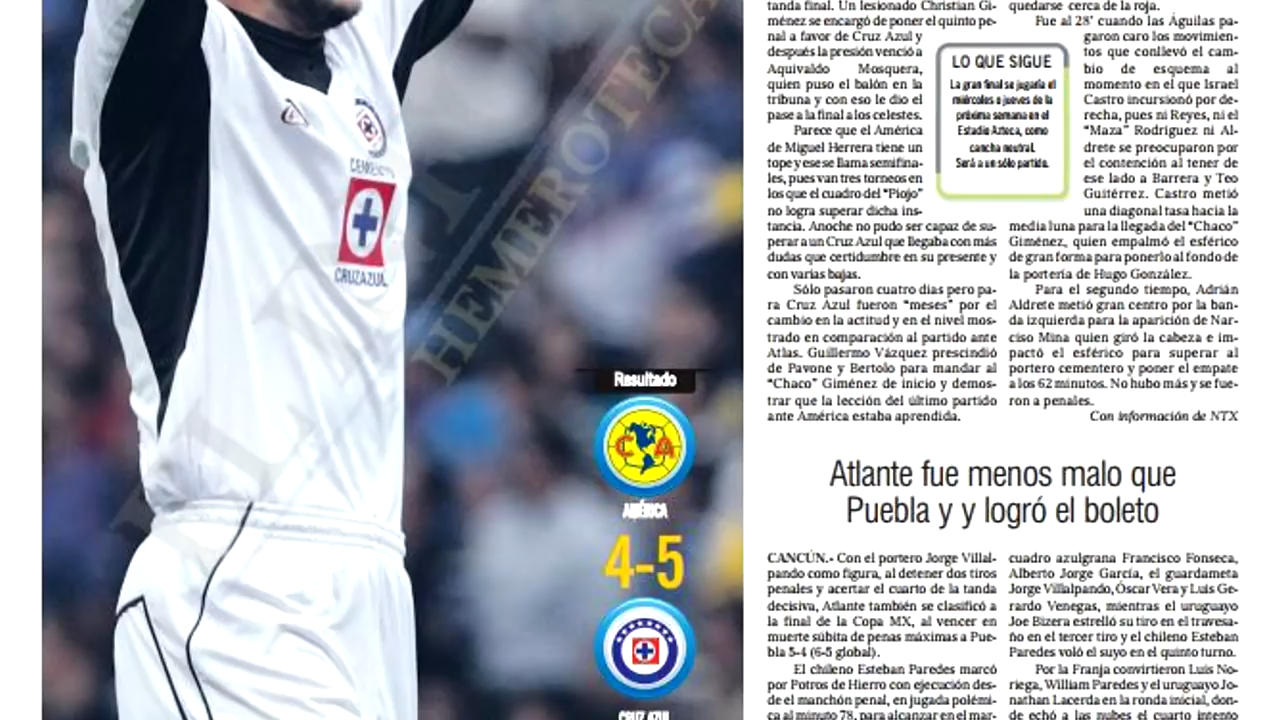 CEMENTO
CRUZ AZUL
HEMEROTECA
Resultado
C A
AMÉRICA
4-5
CRUZ AZUL
tanda final. Un lesionado Christian Gi-
ménez se encargó de poner el quinto pe-
nal a favor de Cruz Azul y
después la presión venció a
Aquivaldo Mosquera,
quien puso el balón en la
tribuna y con eso le dio el
pase a la final a los celestes.
Parece que el América
de Miguel Herrera tiene un
tope y ese se llama semifina-
les, pues van tres torneos en
los que el cuadro del "Piojo"
no logra superar dicha ins-
tancia. Anoche no pudo ser capaz de su-
perar a un Cruz Azul que llegaba con más
dudas que certidumbre en su presente y
con varias bajas.
Sólo pasaron cuatro días pero pa-
ra Cruz Azul fueron "meses" por el
cambio en la actitud y en el nivel mos-
trado en comparación al partido ante
Atlas. Guillermo Vázquez prescindió
de Pavone y Bertolo para mandar al
"Chaco" Giménez de inicio y demos-
trar que la lección del último partido
ante América estaba aprendida.
LO QUE SIGUE
La gran final se jugaría el
miércoles o jueves de la
próxima semana en el
Estadio Azteca, como
cancha neutral.
Será a un sólo partido.
quedarse cerca de la roja.
Fue al 28' cuando las Águilas pa-
garon caro los movimien-
tos que conllevó el cam-
bio de esquema al
momento en el que Israel
Castro incursionó por de-
recha, pues ni Reyes, ni el
"Maza" Rodríguez ni Al-
drete se preocuparon por
el contención al tener de
ese lado a Barrera y Teo
Guitérrez. Castro metió
una diagonal tasa hacia la
media luna para la llegada del "Chaco"
Giménez, quien empalmó el esférico
de gran forma para ponerlo al fondo de
la portería de Hugo González.
Para el segundo tiempo, Adrián
Aldrete metió gran centro por la ban-
da izquierda para la aparición de Nar-
ciso Mina quien giró la cabeza e im-
pactó el esférico para superar al
portero cementero y poner el empate
a los 62 minutos. No hubo más y se fue-
ron a penales.
Con información de NTX
Atlante fue menos malo que
Puebla y y logró el boleto
CANCÚN.- Con el portero Jorge Villal-
pando como figura, al detener dos tiros
penales y acertar el cuarto de la tanda
decisiva, Atlante también se clasificó a
la final de la Copa MX, al vencer en
muerte súbita de penas máximas a Pue-
bla 5-4 (6-5 global).
El chileno Esteban Paredes marcó
por Potros de Hierro con ejecución des-
de el manchón penal, en jugada polémi-
ca al minuto 78, para alcanzar en el mar-
cuadro azulgrana Francisco Fonseca,
Alberto Jorge García, el guardameta
Jorge Villalpando, Óscar Vera y Luis Ge-
rardo Venegas, mientras el uruguayo
Joe Bizera estrelló su tiro en el travesa-
ño en el tercer tiro y el chileno Esteban
Paredes voló el suyo en el quinto turno.
Por la Franja convirtieron Luis No-
riega, William Paredes y el uruguayo Jo-
nathan Lacerda en la ronda inicial, don-
de echó a las nubes el cuarto intento